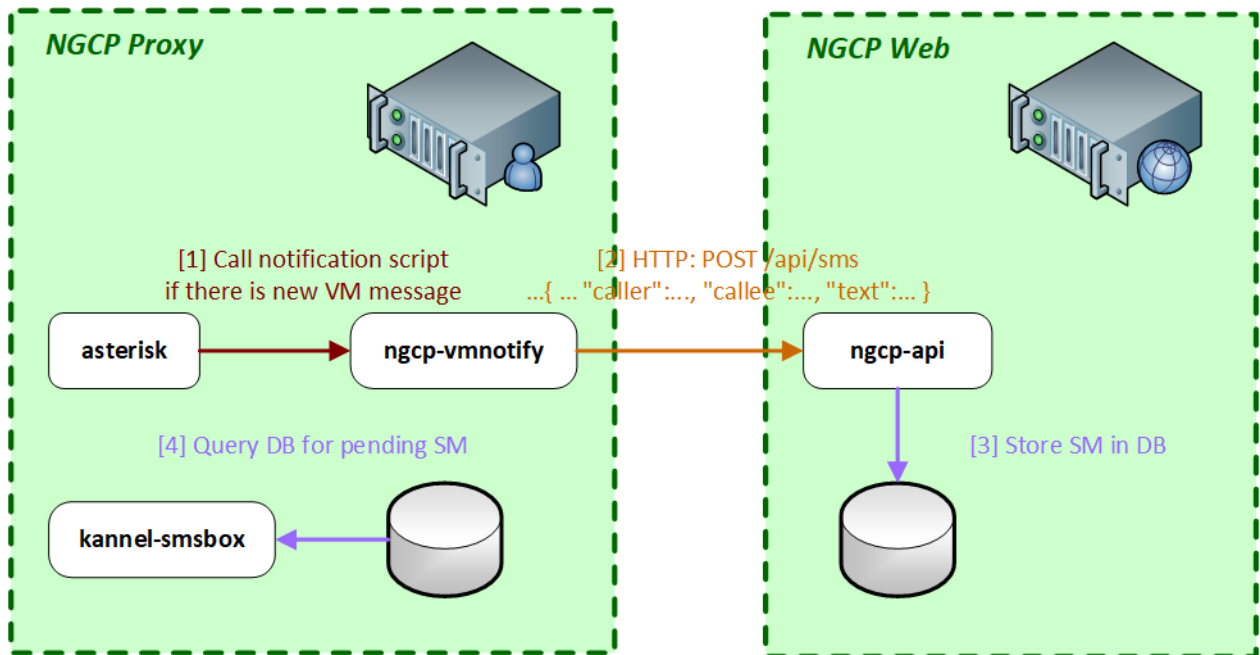 NGCP Proxy
NGCP Web
[1] Call notification script
if there is new VM message
[2] HTTP: POST /api/sms
...{ ... "caller":..., "callee":..., "text":... }
asterisk
ngcp-vmnotify
ngcp-api
[4] Query DB for pending SM
[3] Store SM in DB
kannel-smsbox